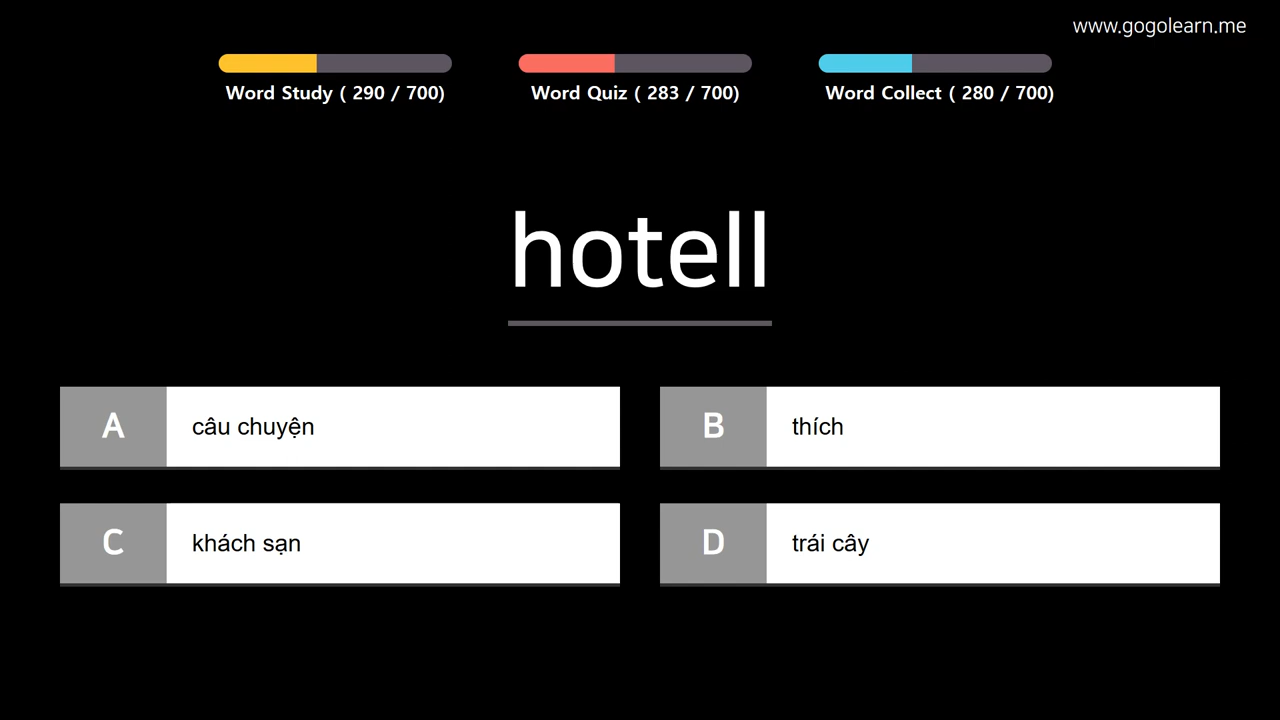 www.gogolearn.me
Word Study ( 290 / 700)
Word Quiz ( 283 / 700)
Word Collect ( 280 / 700)
hotell
A câu chuyện
B thích
C khách sạn
D trái cây